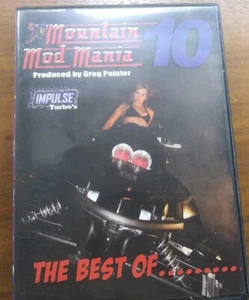 Mountain
Mod Mania
10
Produced by Greg Painter
IMPULSE
Turbo's
THE BEST OF..........